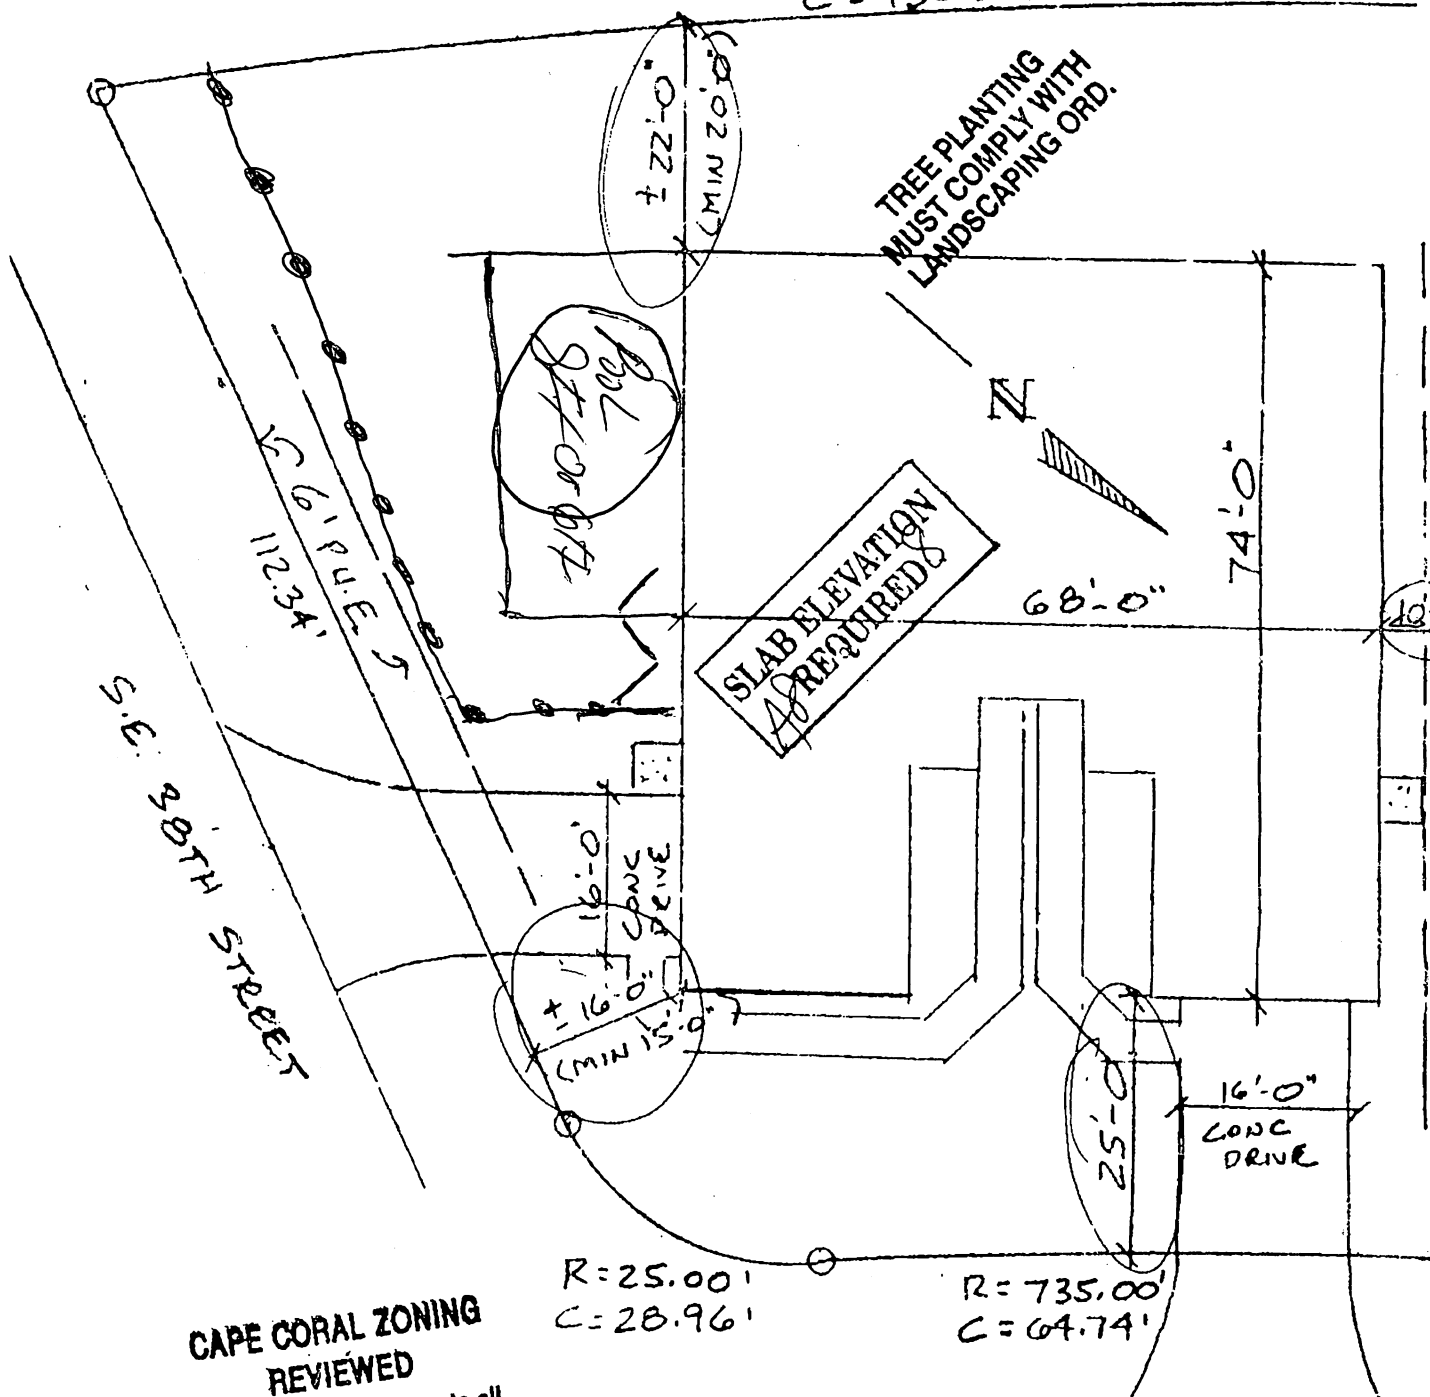 ± 22'-0"
(MIN 20'-0")
TREE PLANTING
MUST COMPLY WITH
LANDSCAPING ORD.
Pool
N
SLAB ELEVATION
REQUIRED
74'-0"
68'-0"
6' P.U.E.
112.34'
S.E. 38TH STREET
16'-0"
CONC
DRIVE
± 16'-0"
(MIN 15'-0")
25'-0
16'-0"
CONC
DRIVE
R=25.00'
C=28.96'
R=735.00'
C=64.74'
CAPE CORAL ZONING
REVIEWED